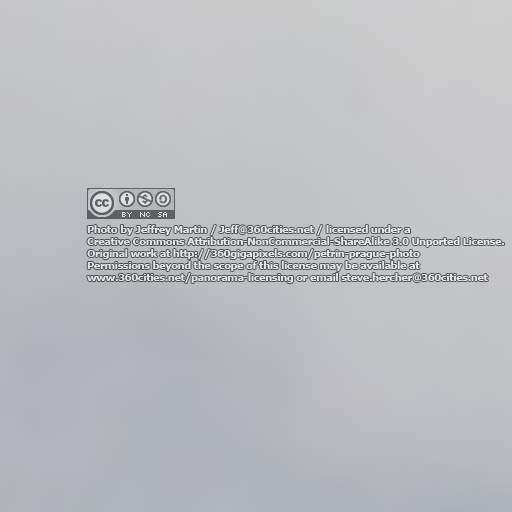 cc
BY NC SA
Photo by Jeffrey Martin / Jeff@360cities.net / licensed under a
Creative Commons Attribution-NonCommercial-ShareAlike 3.0 Unported License.
Original work at http://360gigapixels.com/petrin-prague-photo
Permissions beyond the scope of this license may be available at
www.360cities.net/panorama-licensing or email steve.hercher@360cities.net